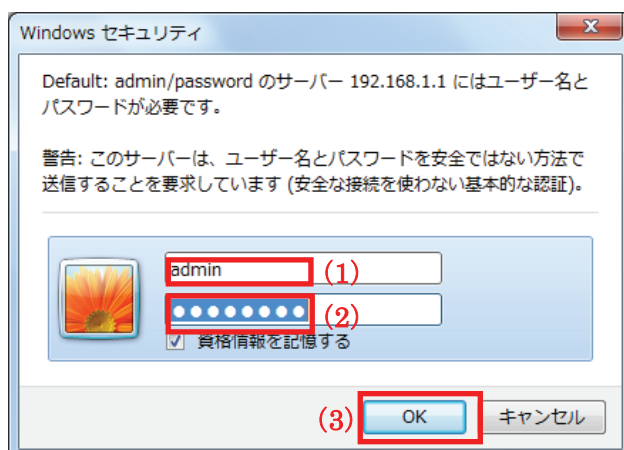 Windows セキュリティ
Default: admin/password のサーバー 192.168.1.1 にはユーザー名と
パスワードが必要です。
警告: このサーバーは、ユーザー名とパスワードを安全ではない方法で
送信することを要求しています (安全な接続を使わない基本的な認証)。
admin (1)
●●●●●●●● (2)
資格情報を記憶する
(3) OK キャンセル